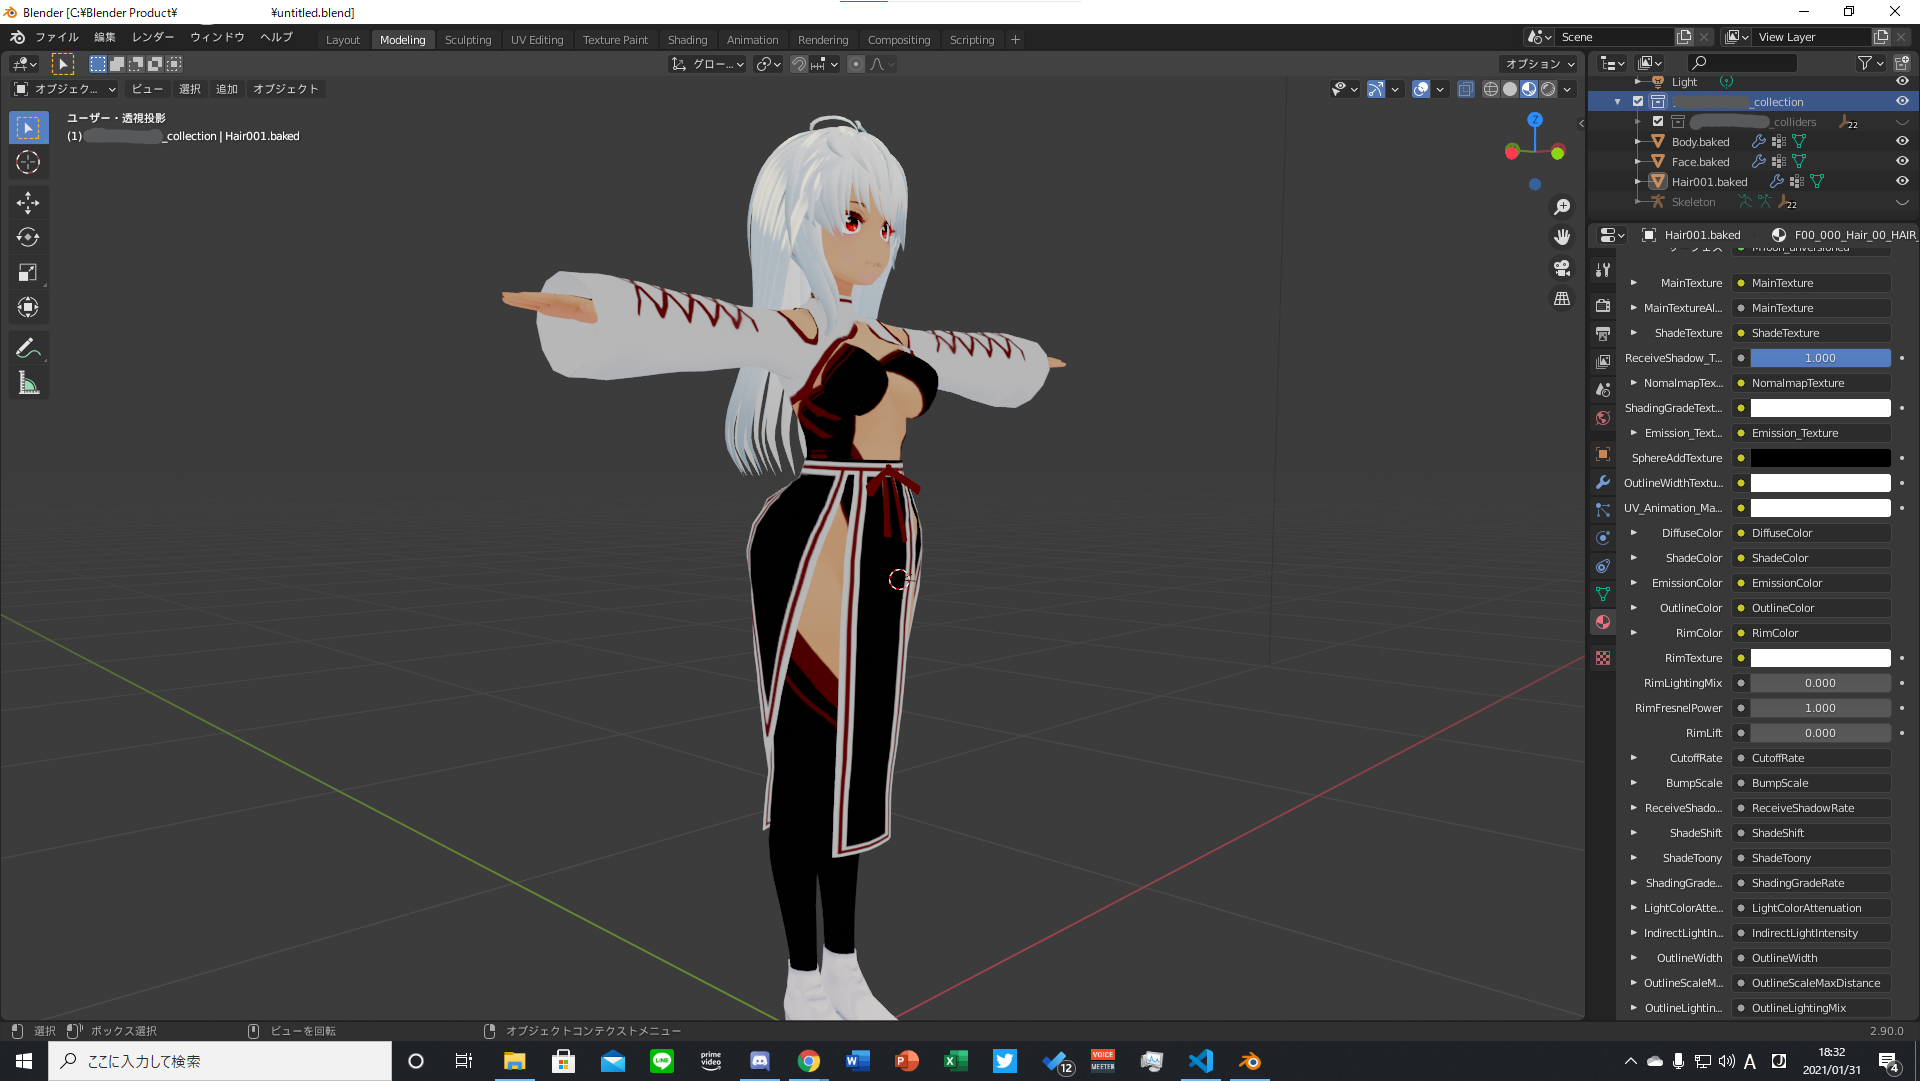 Blender [C:¥Blender Product¥ ¥untitled.blend]
ファイル 編集 レンダー ウィンドウ ヘルプ Layout Modeling Sculpting UV Editing Texture Paint Shading Animation Rendering Compositing Scripting + Scene View Layer
グロー... オプション
オブジェク... ビュー 選択 追加 オブジェクト
ユーザー・透視投影
(1) _collection | Hair001.baked
Z
Light
_collection
_colliders 22
Body.baked
Face.baked
Hair001.baked
Skeleton 22
Hair001.baked F00_000_Hair_00_HAIR_
MainTexture MainTexture
MainTextureAl... MainTexture
ShadeTexture ShadeTexture
ReceiveShadow_T... 1.000
NomalmapTex... NomalmapTexture
ShadingGradeText...
Emission_Text... Emission_Texture
SphereAddTexture
OutlineWidthTextu...
UV_Animation_Ma...
DiffuseColor DiffuseColor
ShadeColor ShadeColor
EmissionColor EmissionColor
OutlineColor OutlineColor
RimColor RimColor
RimTexture
RimLightingMix 0.000
RimFresnelPower 1.000
RimLift 0.000
CutoffRate CutoffRate
BumpScale BumpScale
ReceiveShado... ReceiveShadowRate
ShadeShift ShadeShift
ShadeToony ShadeToony
ShadingGrade... ShadingGradeRate
LightColorAtte... LightColorAttenuation
IndirectLightIn... IndirectLightIntensity
OutlineWidth OutlineWidth
OutlineScaleM... OutlineScaleMaxDistance
OutlineLightin... OutlineLightingMix
選択 ボックス選択 ビューを回転 オブジェクトコンテクストメニュー 2.90.0
ここに入力して検索
LINE
prime video
W
P
X
12
VOICE MEETER
A
18:32
2021/01/31
4